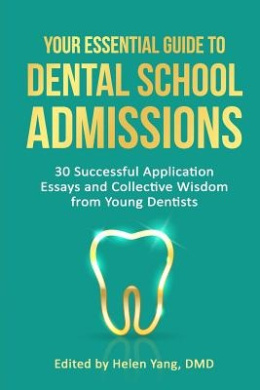 YOUR ESSENTIAL GUIDE TO
DENTAL SCHOOL
ADMISSIONS
30 Successful Application
Essays and Collective Wisdom
from Young Dentists
Edited by Helen Yang, DMD